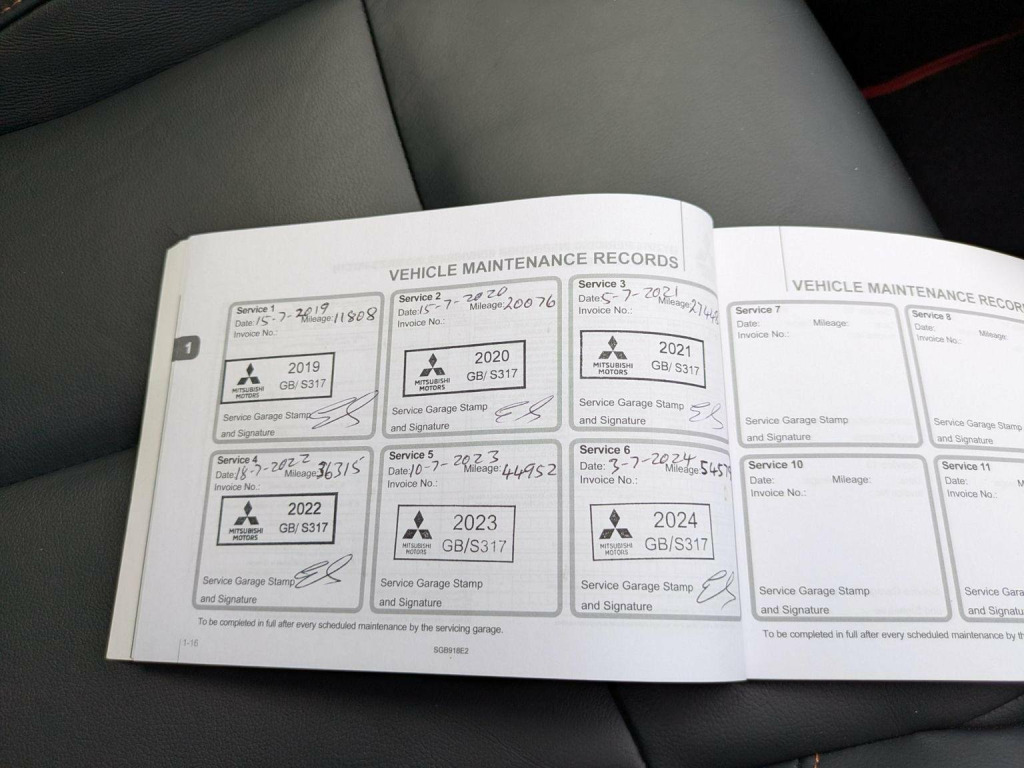 VEHICLE MAINTENANCE RECORDS
1
Service 1
Date: 15-7-2019 Mileage: 11808
Invoice No.:
MITSUBISHI MOTORS
2019
GB/S317
Service Garage Stamp
and Signature
Service 2
Date: 15-7-2020 Mileage: 20076
Invoice No.:
MITSUBISHI MOTORS
2020
GB/S317
Service Garage Stamp
and Signature
Service 3
Date: 5-7-2021 Mileage:
Invoice No.:
MITSUBISHI MOTORS
2021
GB/S317
Service Garage Stamp
and Signature
Service 4
Date: 18-7-2022 Mileage: 36315
Invoice No.:
MITSUBISHI MOTORS
2022
GB/S317
Service Garage Stamp
and Signature
Service 5
Date: 10-7-2023 Mileage: 44952
Invoice No.:
MITSUBISHI MOTORS
2023
GB/S317
Service Garage Stamp
and Signature
Service 6
Date: 3-7-2024 Mileage:
Invoice No.:
MITSUBISHI MOTORS
2024
GB/S317
Service Garage Stamp
and Signature
To be completed in full after every scheduled maintenance by the servicing garage.
1-16
SGB918E2
VEHICLE MAINTENANCE RECOR
Service 7
Date: Mileage:
Invoice No.:
Service Garage Stamp
and Signature
Service 8
Date: Mileage:
Invoice No.:
Service Garage Stamp
and Signature
Service 10
Date: Mileage:
Invoice No.:
Service Garage Stamp
and Signature
Service 11
Date: M
Invoice No.:
Service Gara
and Signatu
To be completed in full after every scheduled maintenance by th